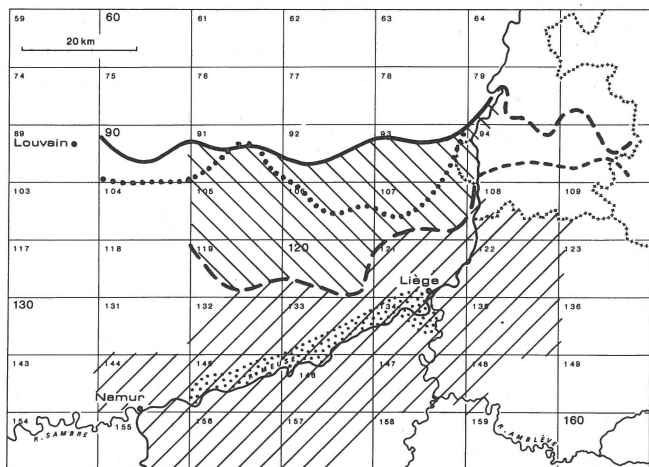 59 60 61 62 63 64
20 km
74 75 76 77 78 79
89 90 91 92 93 94
Louvain
103 104 105 106 107 108 109
117 118 119 120 121 122 123
Liège
130 131 132 133 134 135 136
143 144 145 146 147 148 149
R. MEUSE
Namur
154 155 156 157 158 159 160
R. SAMBRE
R. AMBLÈVE